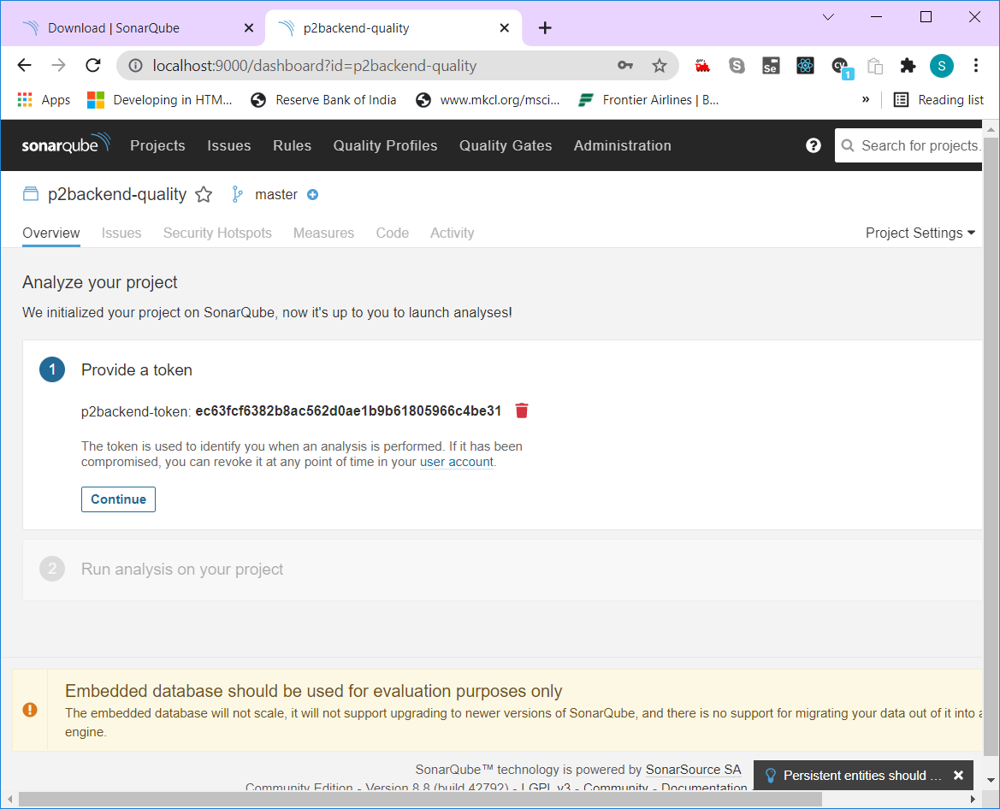 Download | SonarQube
p2backend-quality
localhost:9000/dashboard?id=p2backend-quality
Se
CY
1
S
S
Apps
Developing in HTM...
Reserve Bank of India
www.mkcl.org/msci...
Frontier Airlines | B...
»
Reading list
sonarqube
Projects
Issues
Rules
Quality Profiles
Quality Gates
Administration
?
Search for projects.
p2backend-quality
master
Overview
Issues
Security Hotspots
Measures
Code
Activity
Project Settings
Analyze your project
We initialized your project on SonarQube, now it's up to you to launch analyses!
1
Provide a token
p2backend-token: ec63fcf6382b8ac562d0ae1b9b61805966c4be31
The token is used to identify you when an analysis is performed. If it has been
compromised, you can revoke it at any point of time in your user account.
Continue
2
Run analysis on your project
Embedded database should be used for evaluation purposes only
The embedded database will not scale, it will not support upgrading to newer versions of SonarQube, and there is no support for migrating your data out of it into a
engine.
SonarQube™ technology is powered by SonarSource SA
Community Edition - Version 8.8 (build 42792) - LGPL v3 - Community - Documentation
Persistent entities should ...